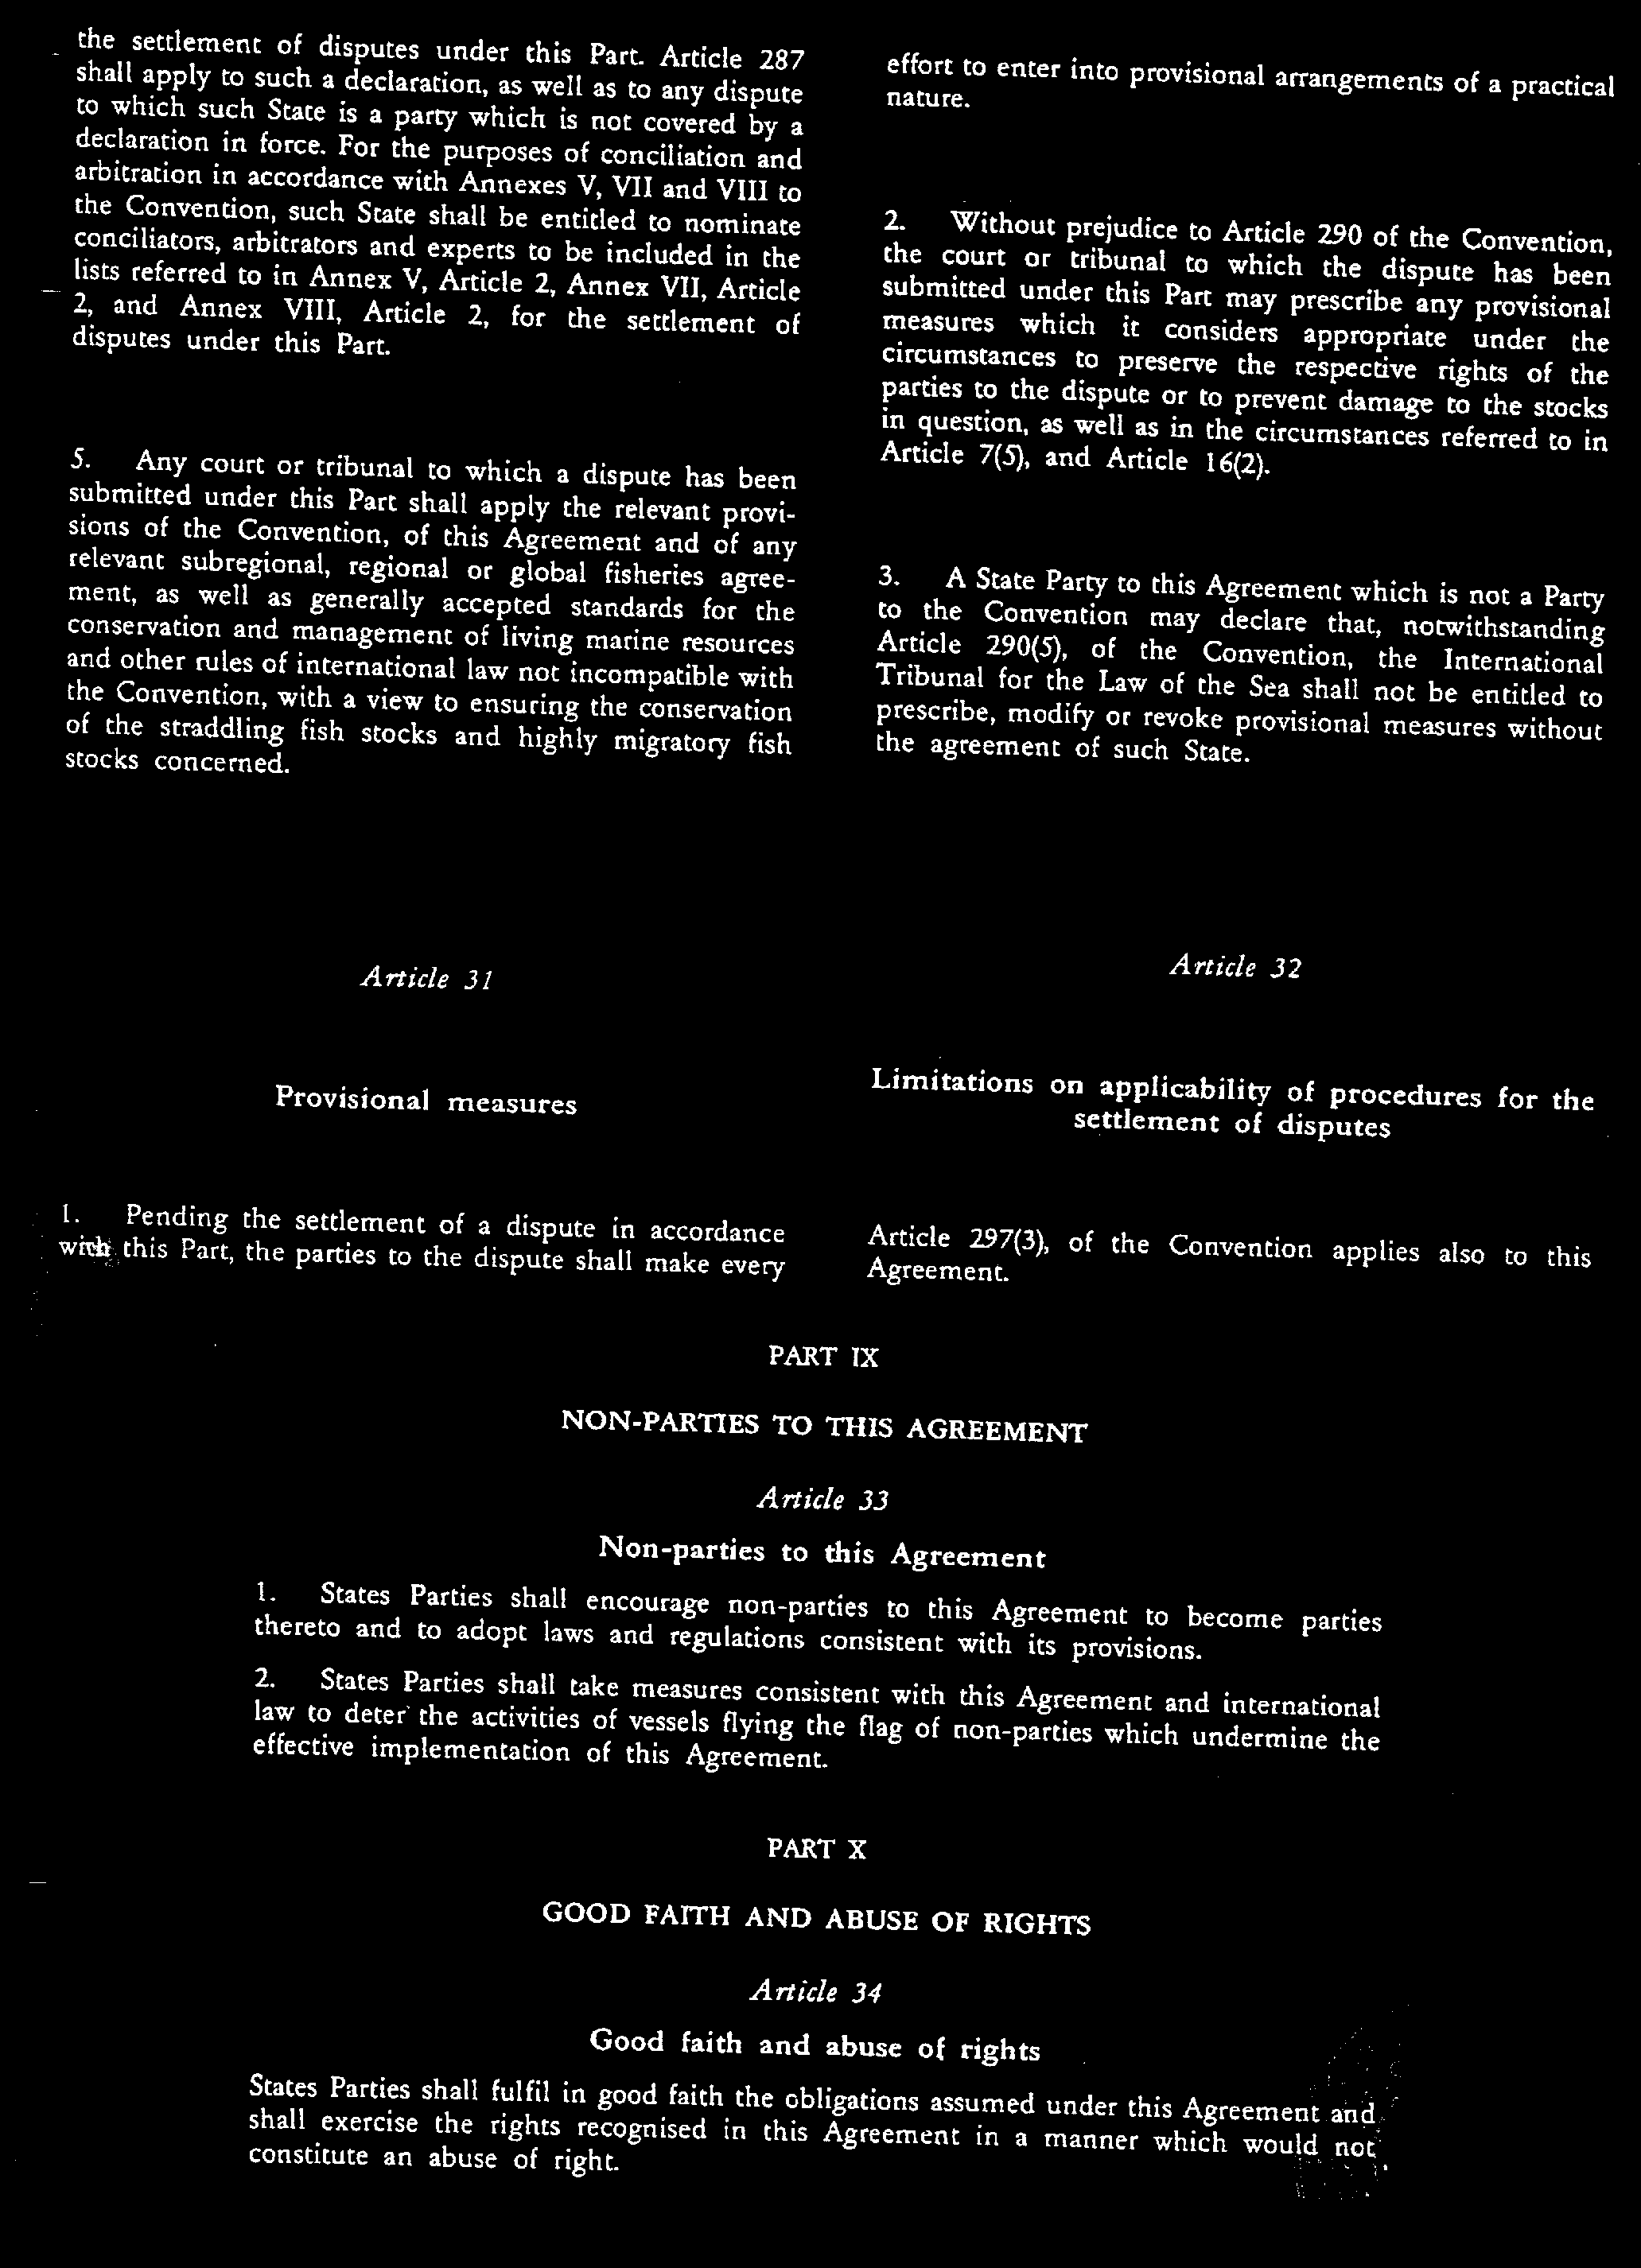 the settlement of disputes under this Part. Article 287
shall apply to such a declaration, as well as to any dispute
to which such State is a party which is not covered by a
declaration in force. For the purposes of conciliation and
arbitration in accordance with Annexes V, VII and VIII to
the Convention, such State shall be entitled to nominate
conciliators, arbitrators and experts to be included in the
lists referred to in Annex V, Article 2, Annex VII, Article
2, and Annex VIII, Article 2, for the settlement of
disputes under this Part.
5. Any court or tribunal to which a dispute has been
submitted under this Part shall apply the relevant provi-
sions of the Convention, of this Agreement and of any
relevant subregional, regional or global fisheries agree-
ment, as well as generally accepted standards for the
conservation and management of living marine resources
and other rules of international law not incompatible with
the Convention, with a view to ensuring the conservation
of the straddling fish stocks and highly migratory fish
stocks concerned.
Article 31
Provisional measures
1. Pending the settlement of a dispute in accordance
with this Part, the parties to the dispute shall make every
effort to enter into provisional arrangements of a practical
nature.
2. Without prejudice to Article 290 of the Convention,
the court or tribunal to which the dispute has been
submitted under this Part may prescribe any provisional
measures which it considers appropriate under the
circumstances to preserve the respective rights of the
parties to the dispute or to prevent damage to the stocks
in question, as well as in the circumstances referred to in
Article 7(5), and Article 16(2).
3. A State Party to this Agreement which is not a Party
to the Convention may declare that, notwithstanding
Article 290(5), of the Convention, the International
Tribunal for the Law of the Sea shall not be entitled to
prescribe, modify or revoke provisional measures without
the agreement of such State.
Article 32
Limitations on applicability of procedures for the
settlement of disputes
Article 297(3), of the Convention applies also to this
Agreement.
PART IX
NON-PARTIES TO THIS AGREEMENT
Article 33
Non-parties to this Agreement
1. States Parties shall encourage non-parties to this Agreement to become parties
thereto and to adopt laws and regulations consistent with its provisions.
2. States Parties shall take measures consistent with this Agreement and international
law to deter the activities of vessels flying the flag of non-parties which undermine the
effective implementation of this Agreement.
PART X
GOOD FAITH AND ABUSE OF RIGHTS
Article 34
Good faith and abuse of rights
States Parties shall fulfil in good faith the obligations assumed under this Agreement and
shall exercise the rights recognised in this Agreement in a manner which would not
constitute an abuse of right.